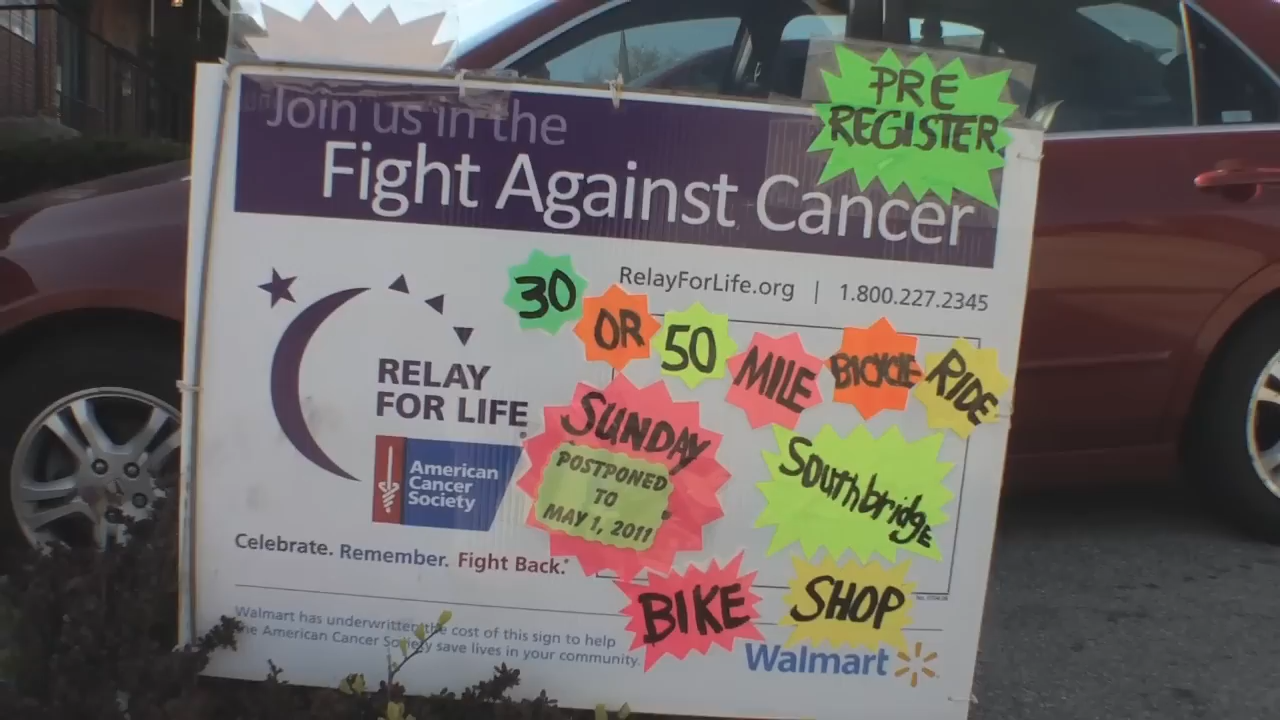 PRE
REGISTER
Join us in the
Fight Against Cancer
RelayForLife.org | 1.800.227.2345
30 OR 50 MILE BICYCLE RIDE
RELAY
FOR LIFE
American
Cancer
Society
SUNDAY
POSTPONED
TO
MAY 1, 2011
Southbridge
Celebrate. Remember. Fight Back.
BIKE SHOP
Walmart has underwritten the cost of this sign to help
the American Cancer Society save lives in your community.
Walmart